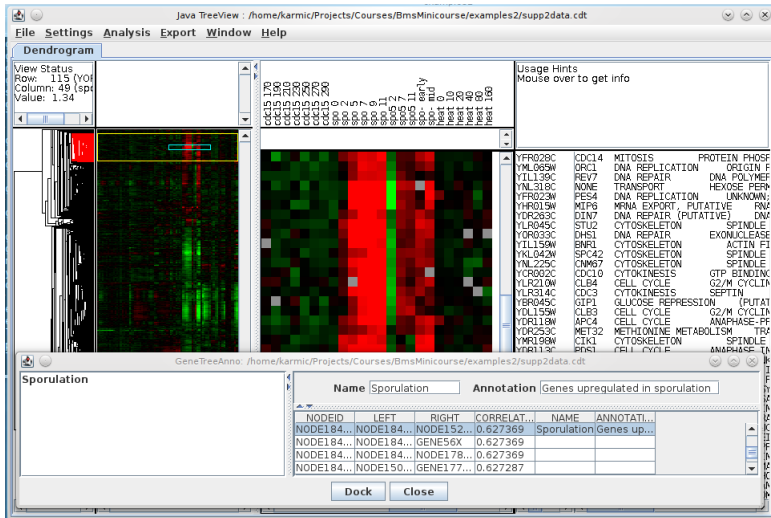 Java TreeView : /home/karmic/Projects/Courses/BmsMinicourse/examples2/supp2data.cdt
File Settings Analysis Export Window Help
Dendrogram
View Status
Row: 115 (YOR
Column: 49 (spo
Value: 1.34
cdc15 170
cdc15 190
cdc15 210
cdc15 230
cdc15 250
cdc15 270
cdc15 290
spo 0
spo 2
spo 5
spo 7
spo 9
spo 11
spo5 2
spo5 7
spo5 11
spo- early
spo- mid
heat 0
heat 10
heat 20
heat 40
heat 80
heat 160
Usage Hints
Mouse over to get info
YFR028C CDC14 MITOSIS PROTEIN PHOSF
YML065W ORC1 DNA REPLICATION ORIGIN F
YIL139C REV7 DNA REPAIR DNA POLYMER
YNL318C NONE TRANSPORT HEXOSE PERM
YFR023W PES4 DNA REPLICATION UNKNOWN;
YHR015W MIP6 MRNA EXPORT, PUTATIVE RNA
YDR263C DIN7 DNA REPAIR (PUTATIVE) DNA
YLR045C STU2 CYTOSKELETON SPINDLE
YOR033C DHS1 DNA REPAIR EXONUCLEASE
YIL159W BNR1 CYTOSKELETON ACTIN FI
YKL042W SPC42 CYTOSKELETON SPINDLE
YNL225C CNM67 CYTOSKELETON SPINDLE
YCR002C CDC10 CYTOKINESIS GTP BINDING
YLR210W CLB4 CELL CYCLE G2/M CYCLIN
YLR314C CDC3 CYTOKINESIS SEPTIN
YBR045C GIP1 GLUCOSE REPRESSION (PUTAT
YDL155W CLB3 CELL CYCLE G2/M CYCLIN
YDR118W APC4 CELL CYCLE ANAPHASE-PR
YDR253C MET32 METHIONINE METABOLISM TRA
YMR198W CIK1 CYTOSKELETON SPINDLE
YDR113C PDS1 CELL CYCLE ANAPHASE IN
GeneTreeAnno: /home/karmic/Projects/Courses/BmsMinicourse/examples2/supp2data.cdt
Sporulation
Name Sporulation Annotation Genes upregulated in sporulation
NODEID LEFT RIGHT CORRELAT... NAME ANNOTATI...
NODE184... NODE184... NODE152... 0.627369 Sporulation Genes up...
NODE184... NODE184... GENE56X 0.627369
NODE184... NODE184... NODE178... 0.627369
NODE184... NODE150... GENE177... 0.627287
Dock Close